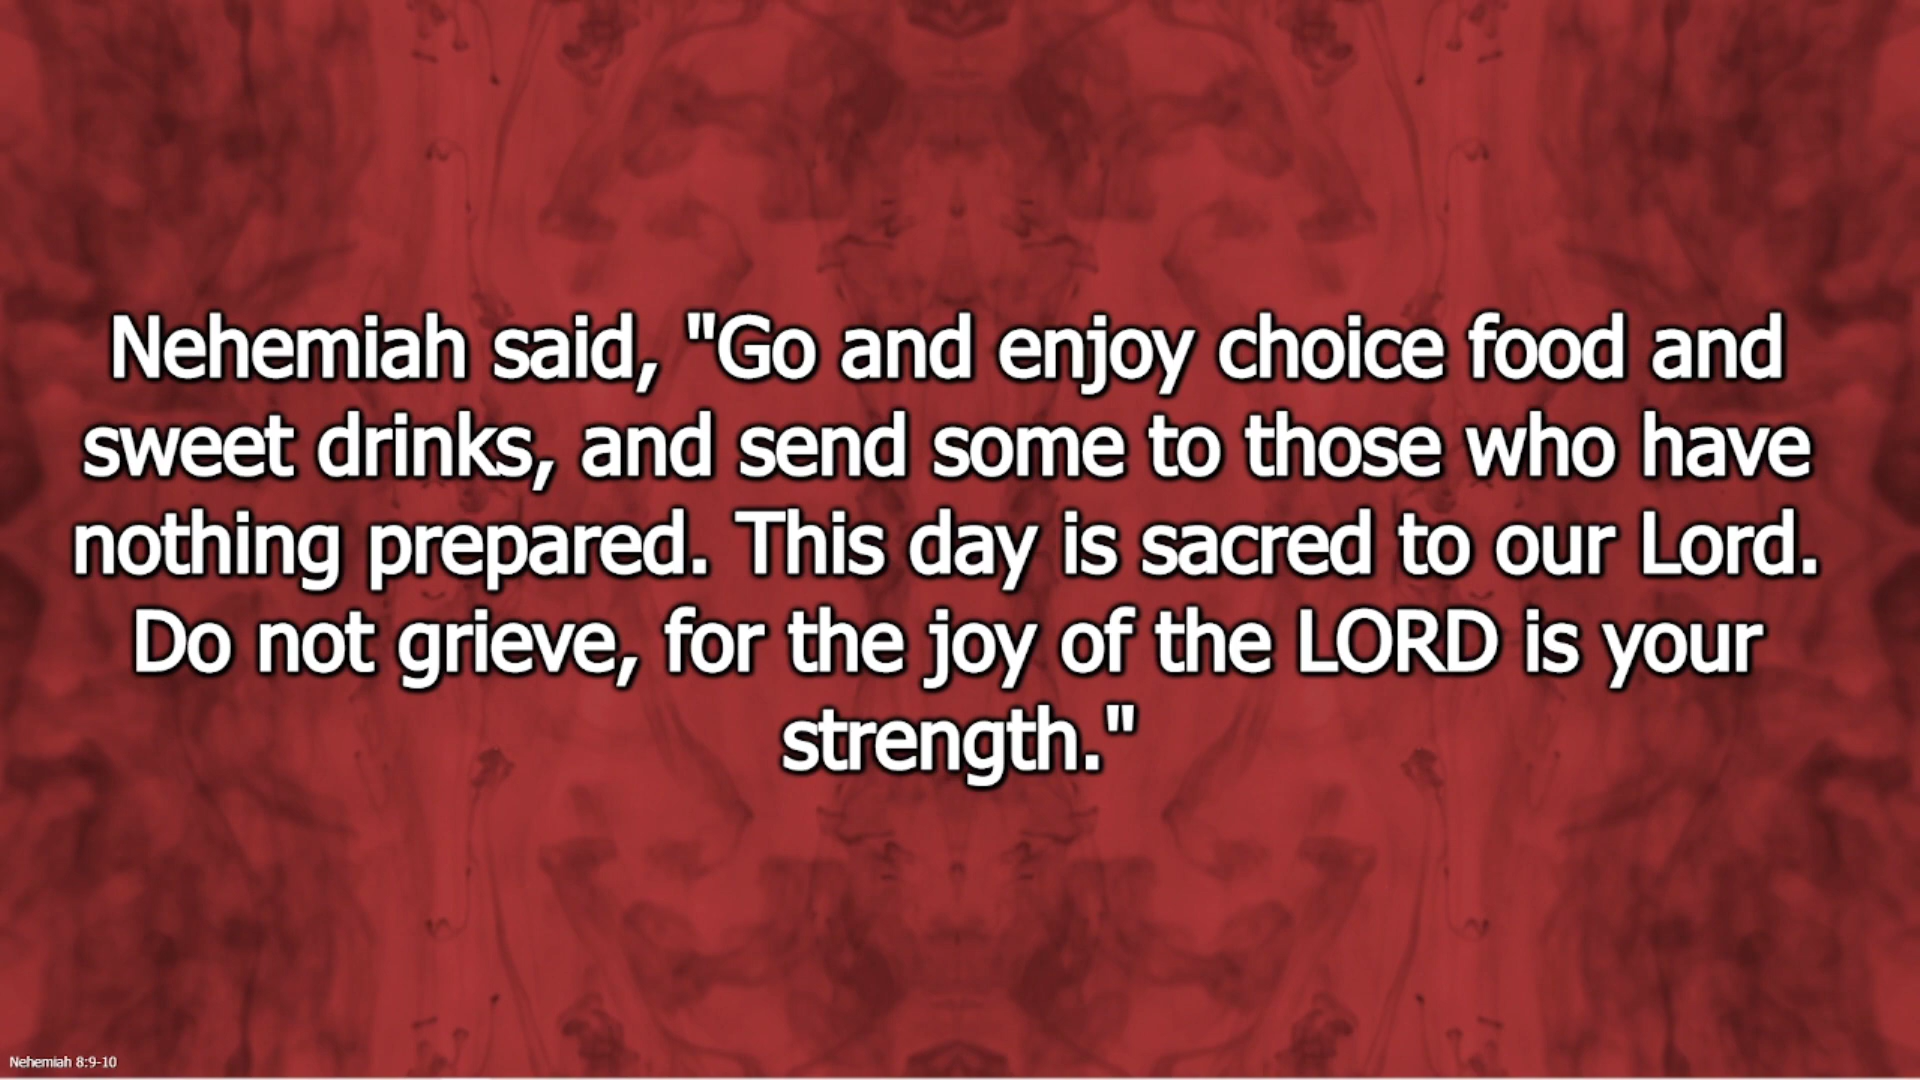 Nehemiah said, "Go and enjoy choice food and
sweet drinks, and send some to those who have
nothing prepared. This day is sacred to our Lord.
Do not grieve, for the joy of the LORD is your
strength."
Nehemiah 8:9-10